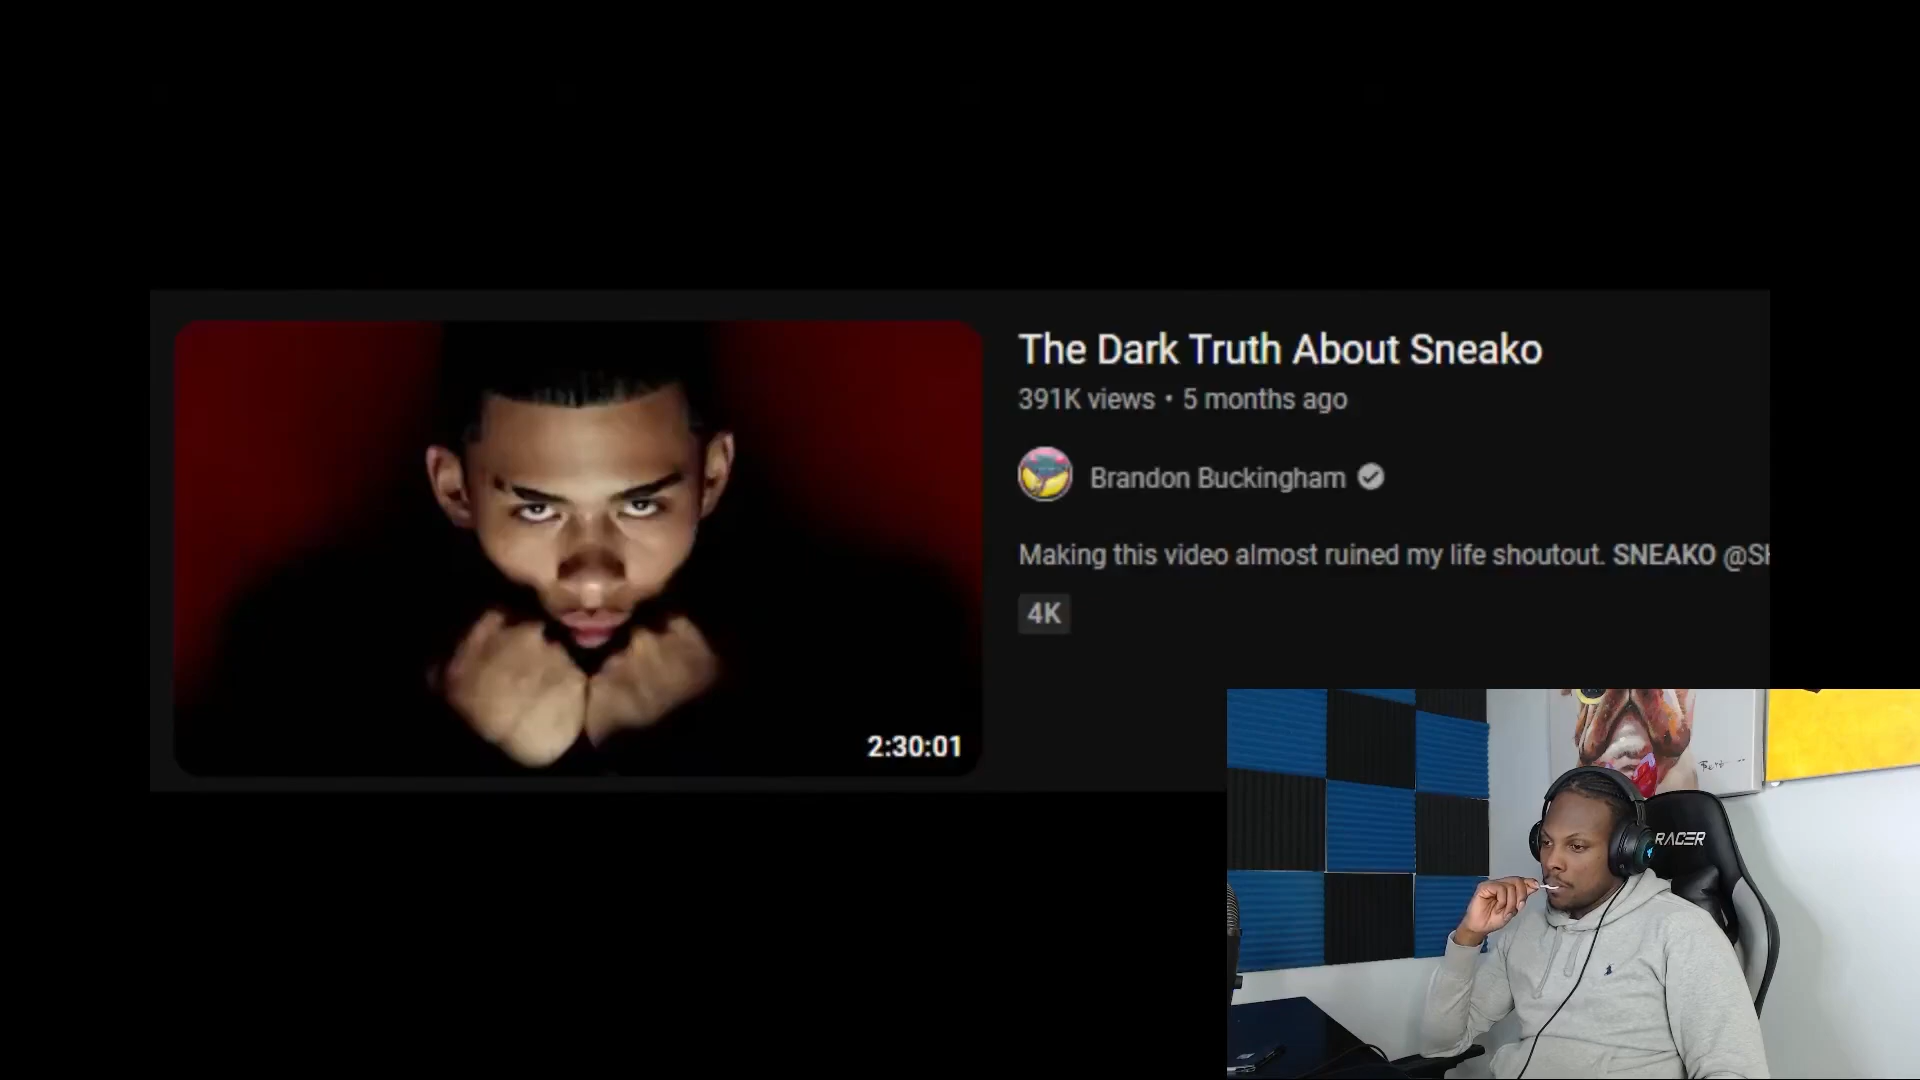 The Dark Truth About Sneako
391K views • 5 months ago
Brandon Buckingham
Making this video almost ruined my life shoutout. SNEAKO
4K
2:30:01
RACER